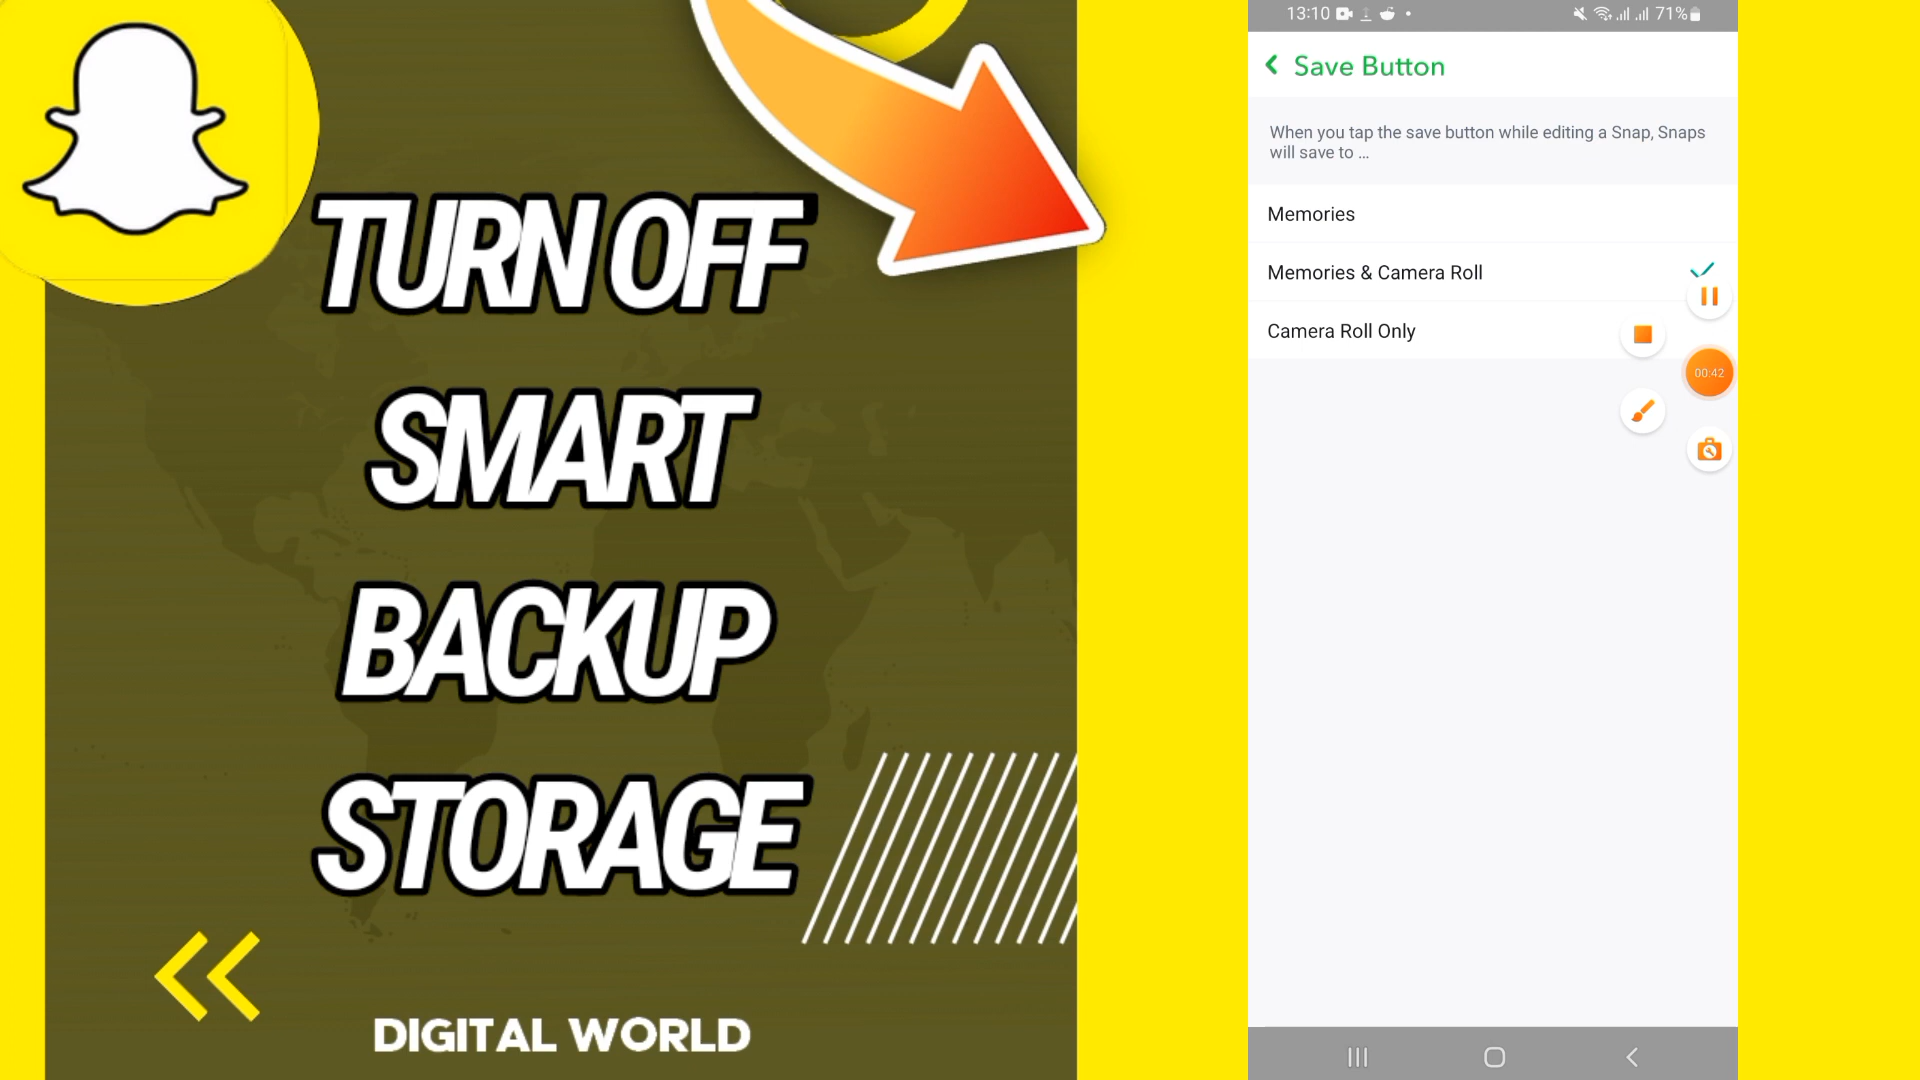 TURN OFF
SMART
BACKUP
STORAGE
DIGITAL WORLD
13:10
71%
Save Button
When you tap the save button while editing a Snap, Snaps
will save to ...
Memories
Memories & Camera Roll
Camera Roll Only
00:42